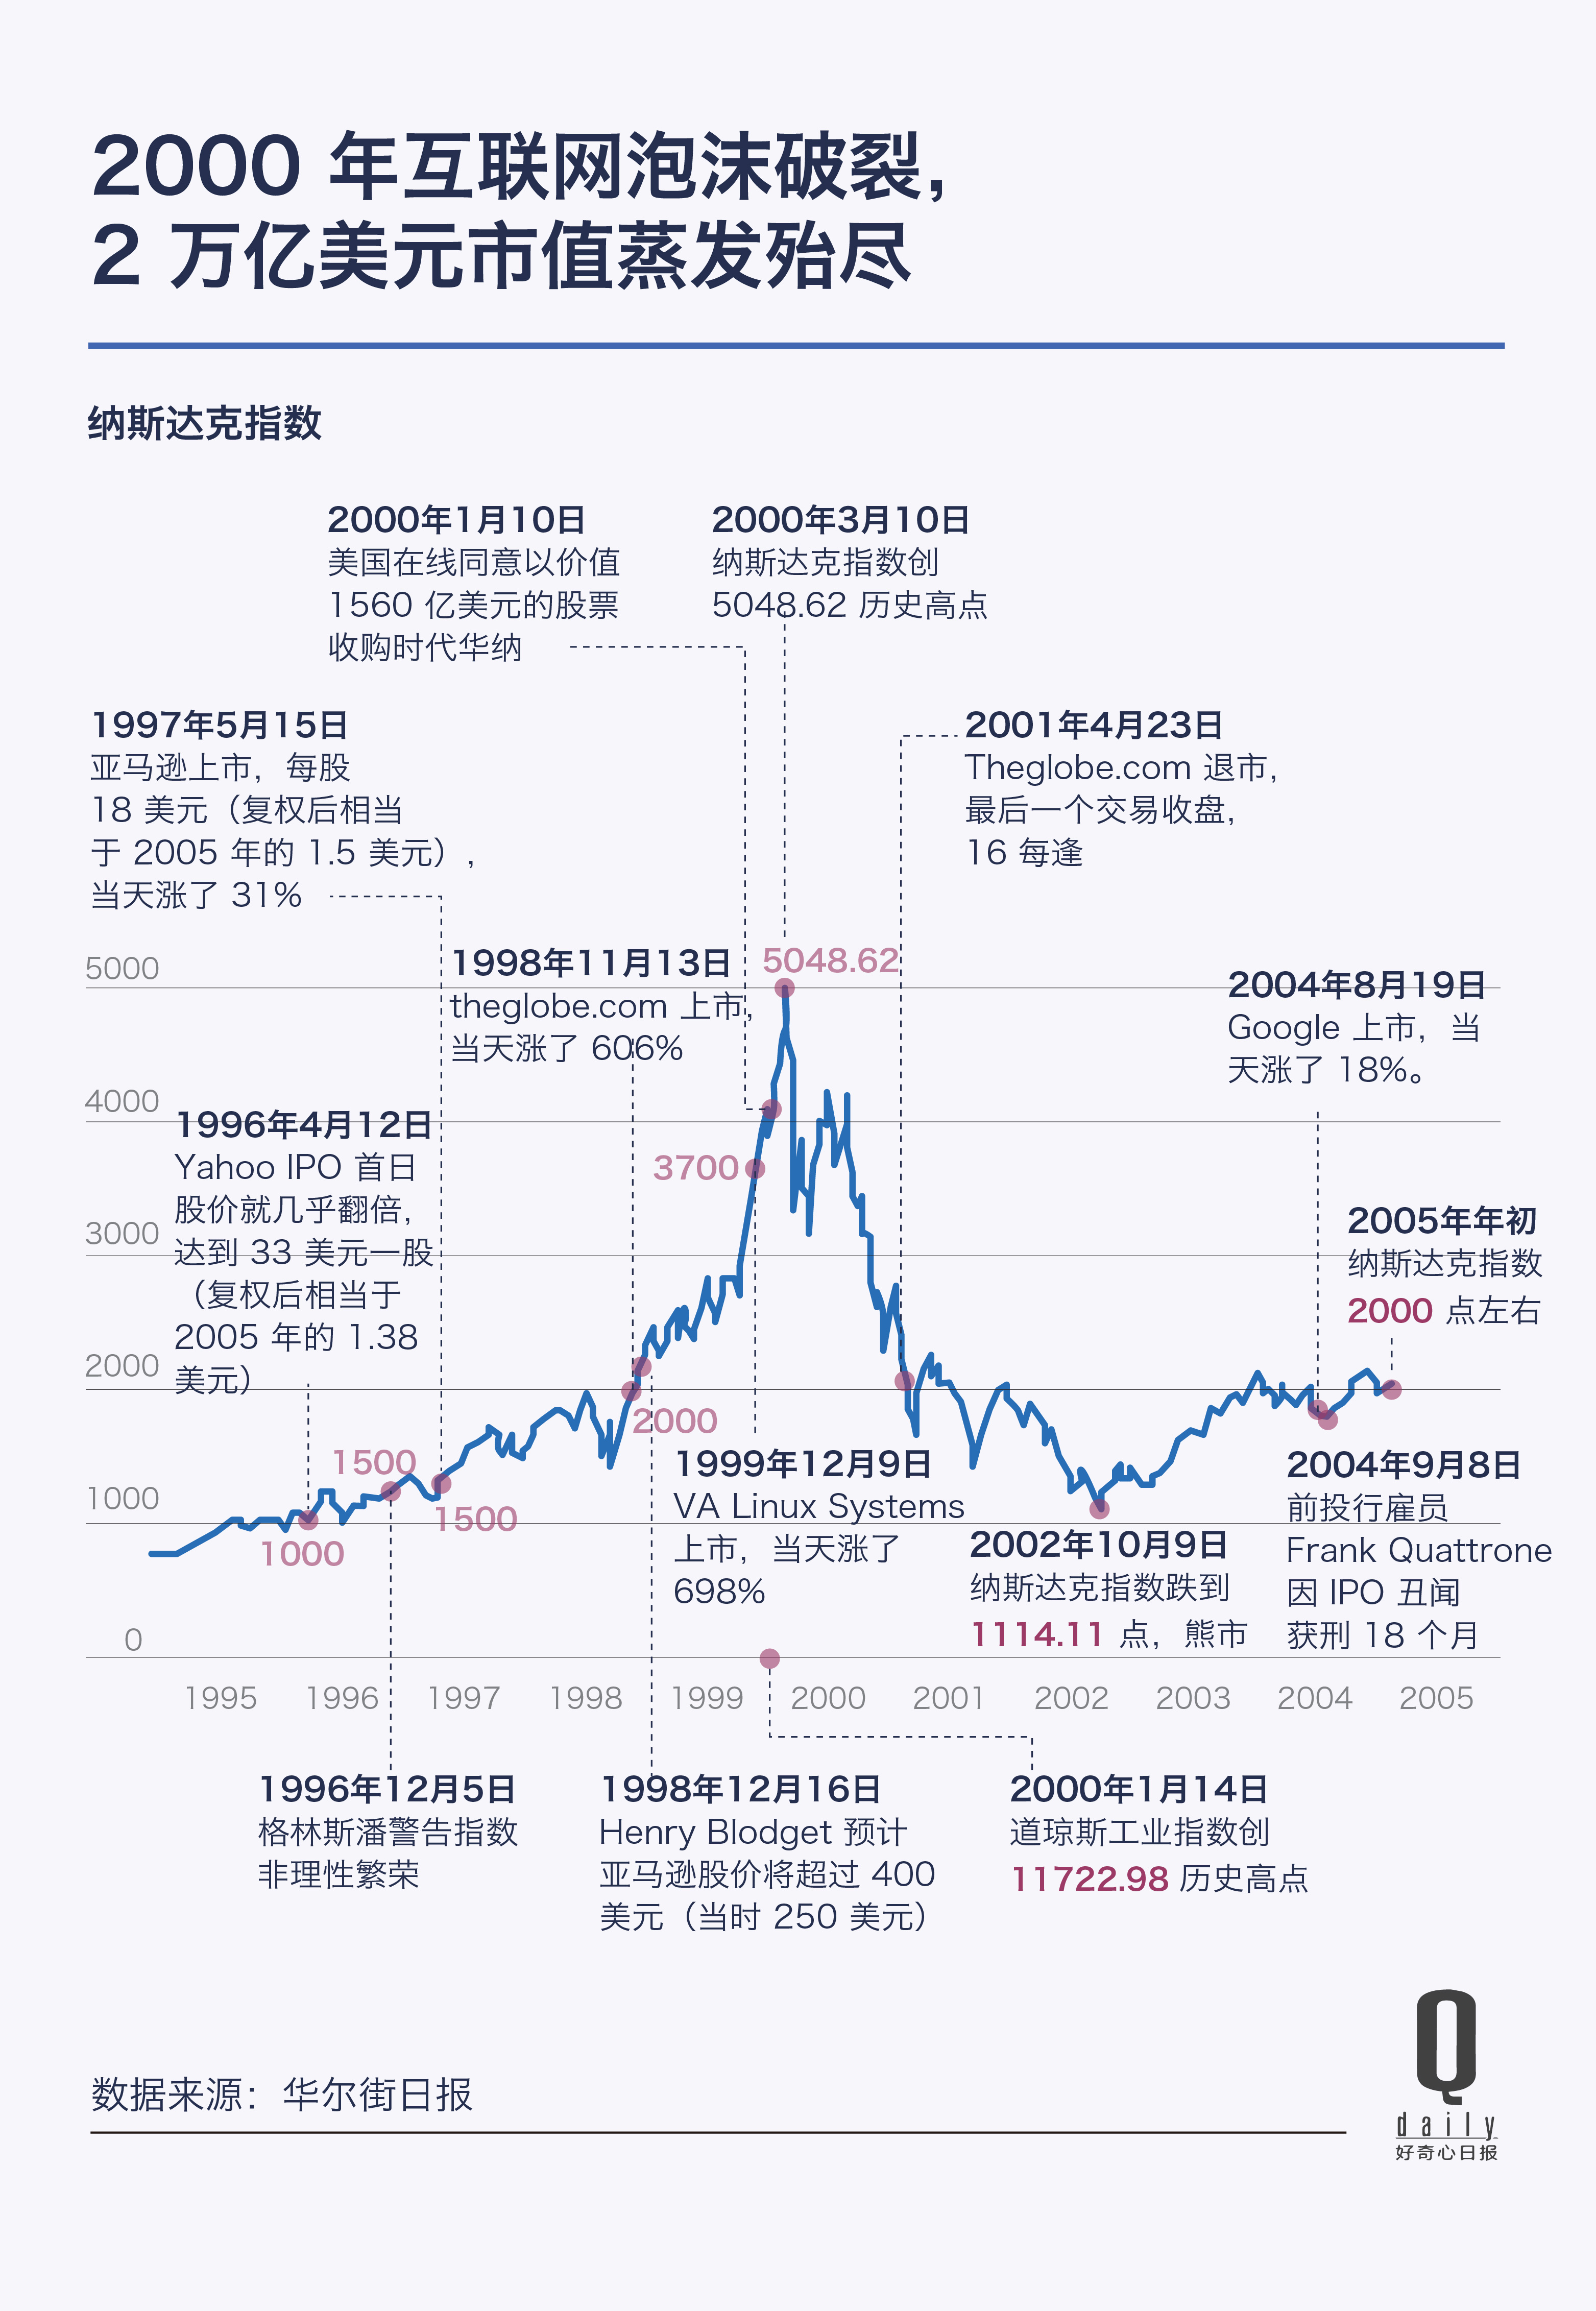 2000 年互联网泡沫破裂，
2 万亿美元市值蒸发殆尽
纳斯达克指数
2000年1月10日
美国在线同意以价值
1560 亿美元的股票
收购时代华纳
2000年3月10日
纳斯达克指数创
5048.62 历史高点
1997年5月15日
亚马逊上市，每股
18 美元（复权后相当
于 2005 年的 1.5 美元），
当天涨了 31%
2001年4月23日
Theglobe.com 退市，
最后一个交易收盘，
16 每逢
1998年11月13日
theglobe.com 上市，
当天涨了 606%
5048.62
2004年8月19日
Google 上市，当
天涨了 18%。
5000
4000
3000
2000
1000
0
1996年4月12日
Yahoo IPO 首日
股价就几乎翻倍，
达到 33 美元一股
（复权后相当于
2005 年的 1.38
美元）
3700
2005年年初
纳斯达克指数
2000 点左右
2000
1500
1500
1000
1999年12月9日
VA Linux Systems
上市，当天涨了
698%
2002年10月9日
纳斯达克指数跌到
1114.11 点，熊市
2004年9月8日
前投行雇员
Frank Quattrone
因 IPO 丑闻
获刑 18 个月
1995 1996 1997 1998 1999 2000 2001 2002 2003 2004 2005
1996年12月5日
格林斯潘警告指数
非理性繁荣
1998年12月16日
Henry Blodget 预计
亚马逊股价将超过 400
美元（当时 250 美元）
2000年1月14日
道琼斯工业指数创
11722.98 历史高点
数据来源：华尔街日报
Q
daily
好奇心日报